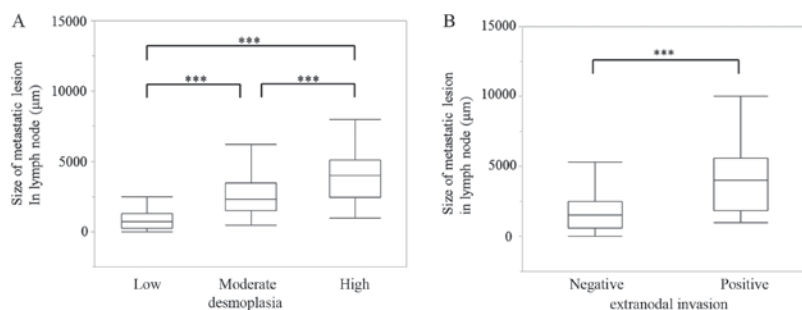 A
Size of metastatic lesion
In lymph node (μm)
15000
10000
5000
0
***
***
***
Low
Moderate
High
desmoplasia
B
Size of metastatic lesion
in lymph node (μm)
15000
10000
5000
0
***
Negative
Positive
extranodal invasion